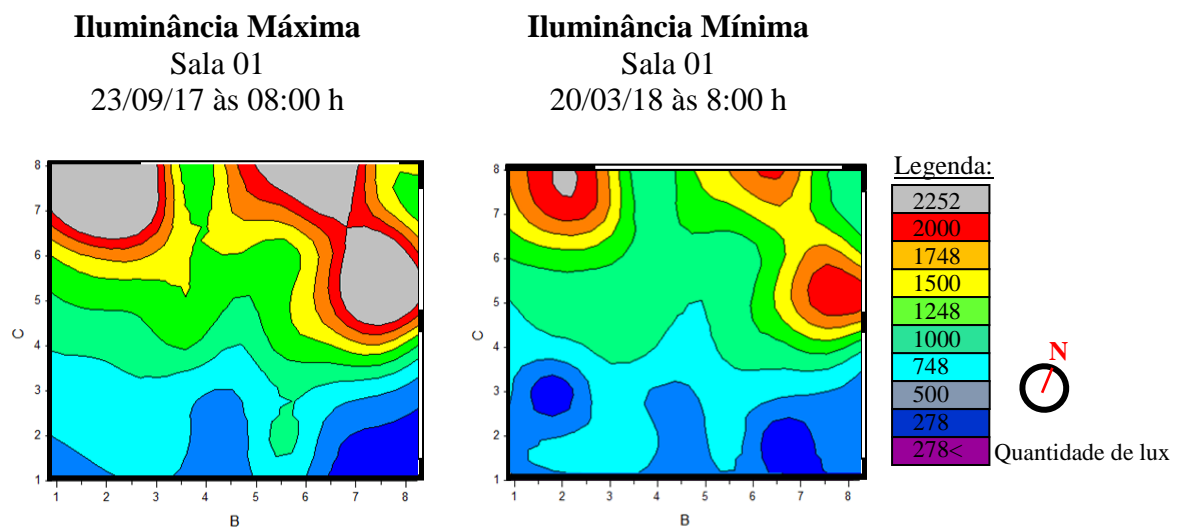 Iluminância Máxima
Sala 01
23/09/17 às 08:00 h
Iluminância Mínima
Sala 01
20/03/18 às 8:00 h
8
7
6
5
4
3
2
1
C
1 2 3 4 5 6 7 8
B
8
7
6
5
4
3
2
1
C
1 2 3 4 5 6 7 8
B
Legenda:
2252
2000
1748
1500
1248
1000
748
500
278
278<
Quantidade de lux
N